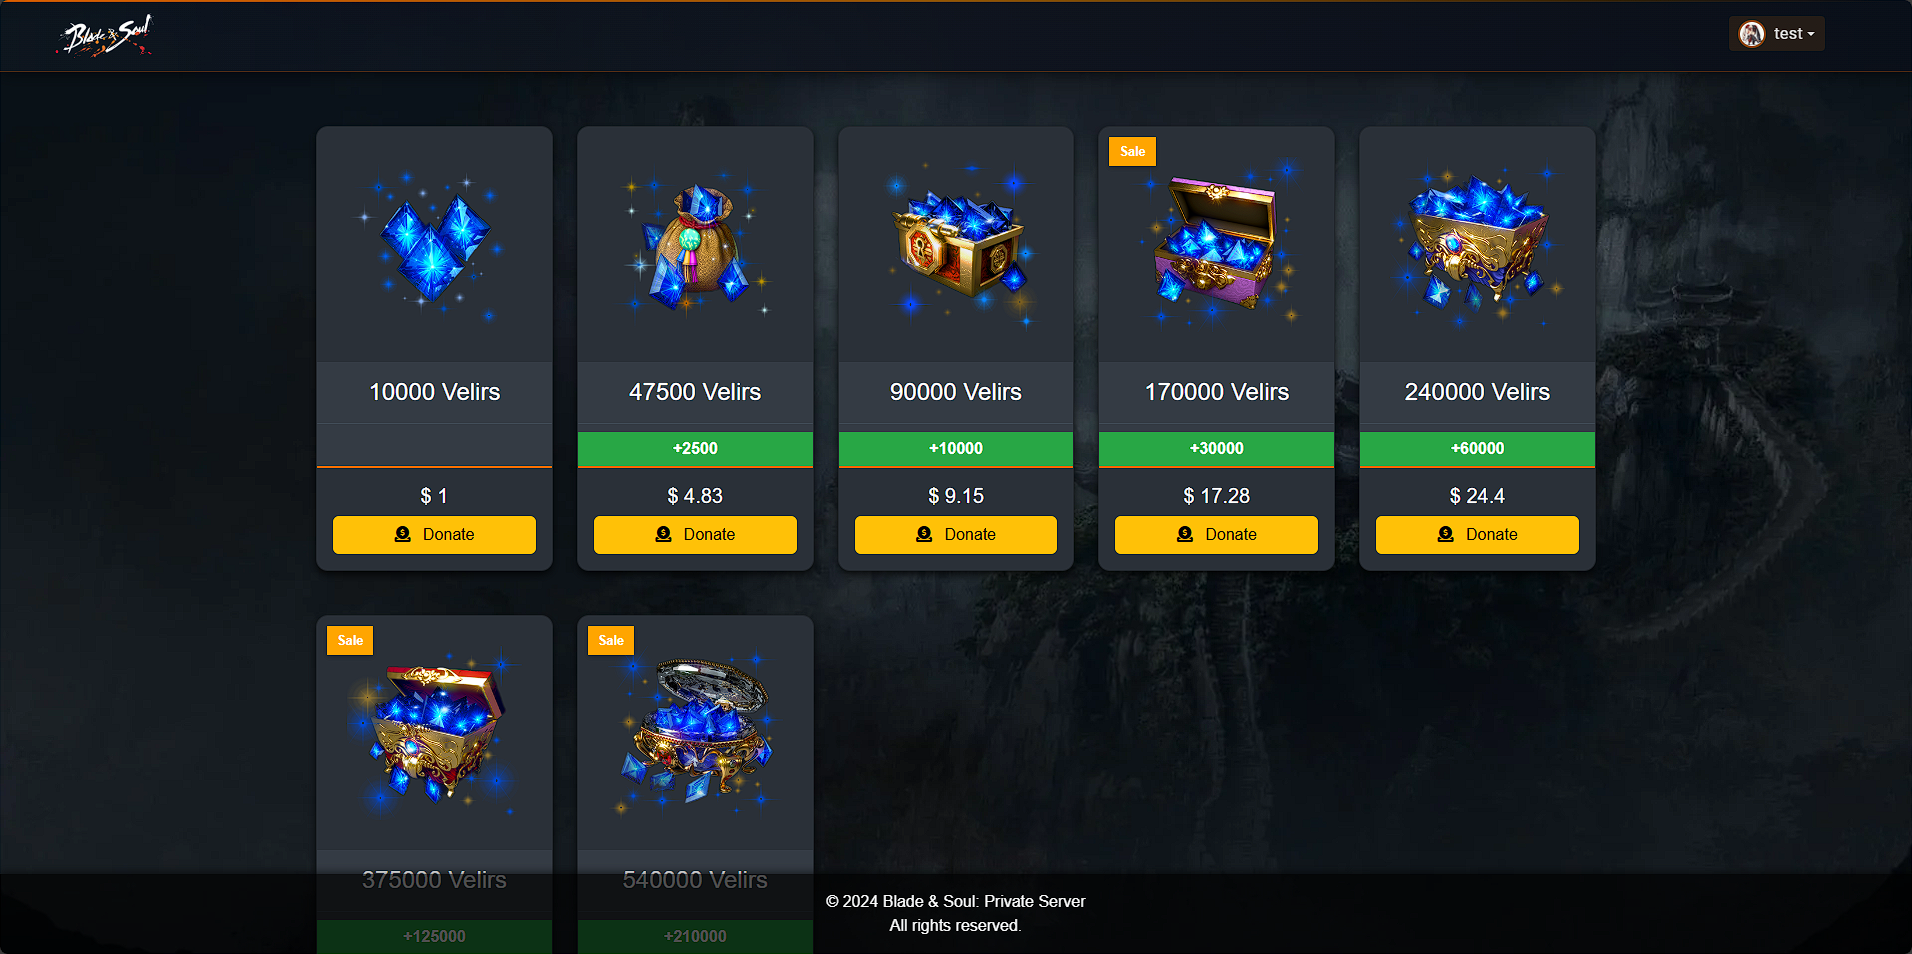 Blade & Soul
test
10000 Velirs
$ 1
Donate
47500 Velirs
+2500
$ 4.83
Donate
90000 Velirs
+10000
$ 9.15
Donate
Sale
170000 Velirs
+30000
$ 17.28
Donate
240000 Velirs
+60000
$ 24.4
Donate
Sale
375000 Velirs
+125000
Sale
540000 Velirs
+210000
© 2024 Blade & Soul: Private Server
All rights reserved.